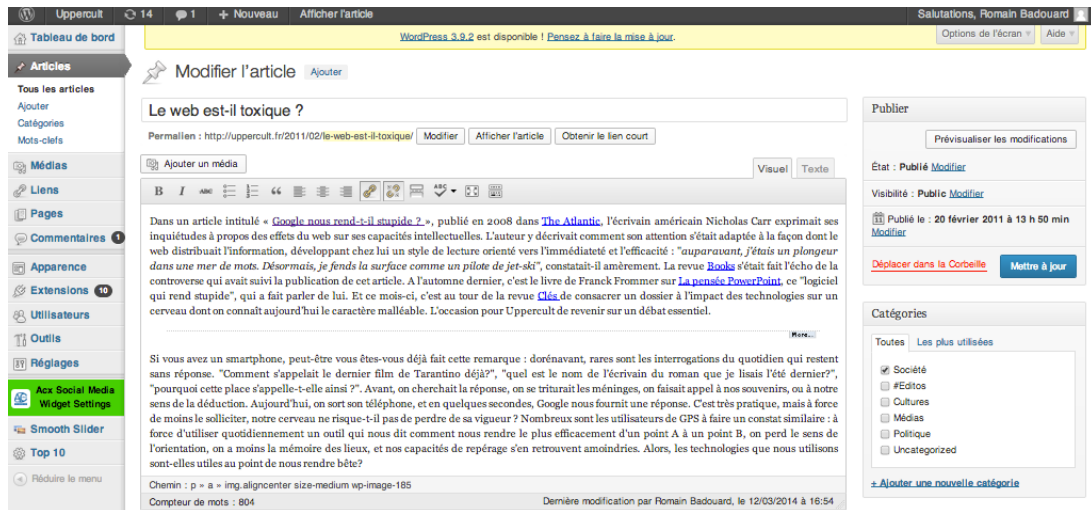 Uppercult 14 1 + Nouveau Afficher l'article Salutations, Romain Badouard
Tableau de bord
Articles
Tous les articles
Ajouter
Catégories
Mots-clefs
Médias
Liens
Pages
Commentaires 1
Apparence
Extensions 10
Utilisateurs
Outils
Réglages
Acx Social Media
Widget Settings
Smooth Slider
Top 10
Réduire le menu
WordPress 3.9.2 est disponible ! Pensez à faire la mise à jour.
Options de l'écran Aide
Modifier l'article Ajouter
Le web est-il toxique ?
Permalien : http://uppercult.fr/2011/02/le-web-est-il-toxique/ Modifier Afficher l'article Obtenir le lien court
Ajouter un média
Visuel Texte
B I ABC ABC
Dans un article intitulé « Google nous rend-t-il stupide ? », publié en 2008 dans The Atlantic, l'écrivain américain Nicholas Carr exprimait ses
inquiétudes à propos des effets du web sur ses capacités intellectuelles. L'auteur y décrivait comment son attention s'était adaptée à la façon dont le
web distribuait l'information, développant chez lui un style de lecture orienté vers l'immédiateté et l'efficacité : "auparavant, j'étais un plongeur
dans une mer de mots. Désormais, je fends la surface comme un pilote de jet-ski", constatait-il amèrement. La revue Books s'était fait l'écho de la
controverse qui avait suivi la publication de cet article. A l'automne dernier, c'est le livre de Franck Frommer sur La pensée PowerPoint, ce "logiciel
qui rend stupide", qui a fait parler de lui. Et ce mois-ci, c'est au tour de la revue Clés de consacrer un dossier à l'impact des technologies sur un
cerveau dont on connaît aujourd'hui le caractère malléable. L'occasion pour Uppercult de revenir sur un débat essentiel.
More...
Si vous avez un smartphone, peut-être vous êtes-vous déjà fait cette remarque : dorénavant, rares sont les interrogations du quotidien qui restent
sans réponse. "Comment s'appelait le dernier film de Tarantino déjà?", "quel est le nom de l'écrivain du roman que je lisais l'été dernier?",
"pourquoi cette place s'appelle-t-elle ainsi ?". Avant, on cherchait la réponse, on se triturait les méninges, on faisait appel à nos souvenirs, ou à notre
sens de la déduction. Aujourd'hui, on sort son téléphone, et en quelques secondes, Google nous fournit une réponse. C'est très pratique, mais à force
de moins le solliciter, notre cerveau ne risque-t-il pas de perdre de sa vigueur ? Nombreux sont les utilisateurs de GPS à faire un constat similaire : à
force d'utiliser quotidiennement un outil qui nous dit comment nous rendre le plus efficacement d'un point A à un point B, on perd le sens de
l'orientation, on a moins la mémoire des lieux, et nos capacités de repérage s'en retrouvent amoindries. Alors, les technologies que nous utilisons
sont-elles utiles au point de nous rendre bête?
Chemin : p » a » img.aligncenter size-medium wp-image-185
Compteur de mots : 804 Dernière modification par Romain Badouard, le 12/03/2014 à 16:54
Publier
Prévisualiser les modifications
État : Publié Modifier
Visibilité : Public Modifier
Publié le : 20 février 2011 à 13 h 50 min
Modifier
Déplacer dans la Corbeille Mettre à jour
Catégories
Toutes Les plus utilisées
Société
#Editos
Cultures
Médias
Politique
Uncategorized
+ Ajouter une nouvelle catégorie